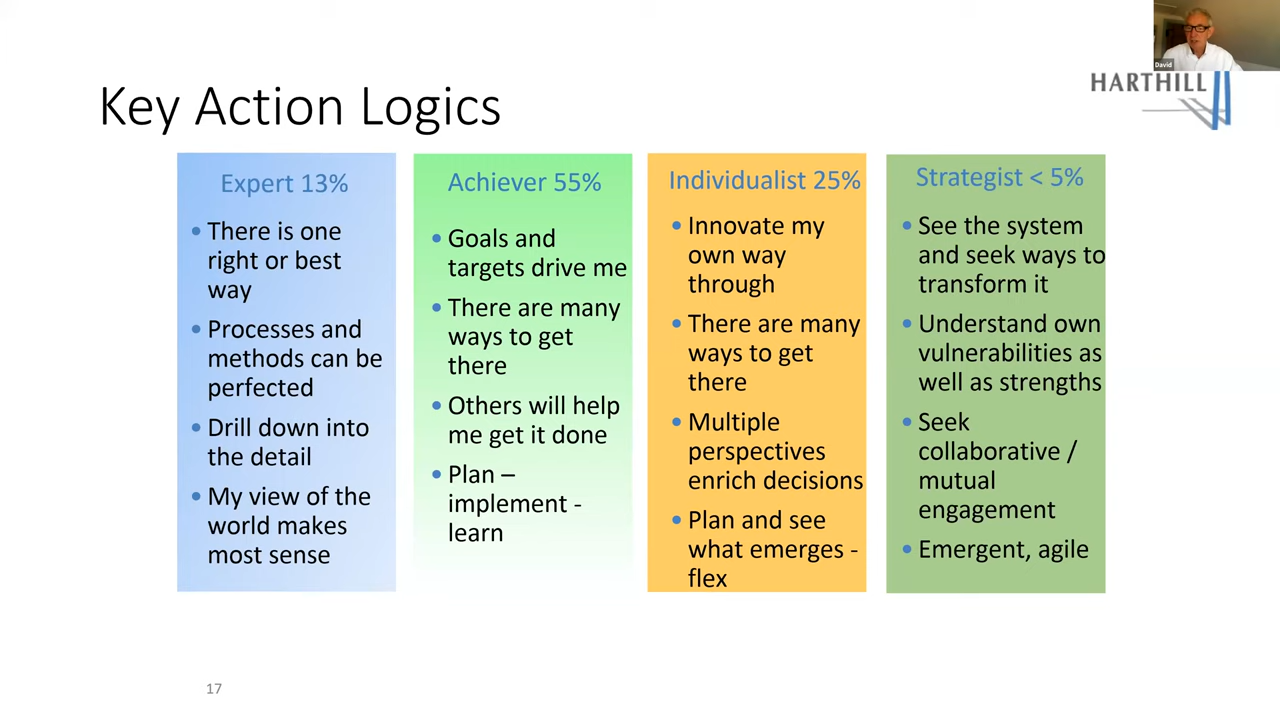 David
HARTHILL
Key Action Logics
Expert 13%
• There is one
right or best
way
• Processes and
methods can be
perfected
• Drill down into
the detail
• My view of the
world makes
most sense
Achiever 55%
• Goals and
targets drive me
• There are many
ways to get
there
• Others will help
me get it done
• Plan –
implement -
learn
Individualist 25%
• Innovate my
own way
through
• There are many
ways to get
there
• Multiple
perspectives
enrich decisions
• Plan and see
what emerges -
flex
Strategist < 5%
• See the system
and seek ways to
transform it
• Understand own
vulnerabilities as
well as strengths
• Seek
collaborative /
mutual
engagement
• Emergent, agile
17